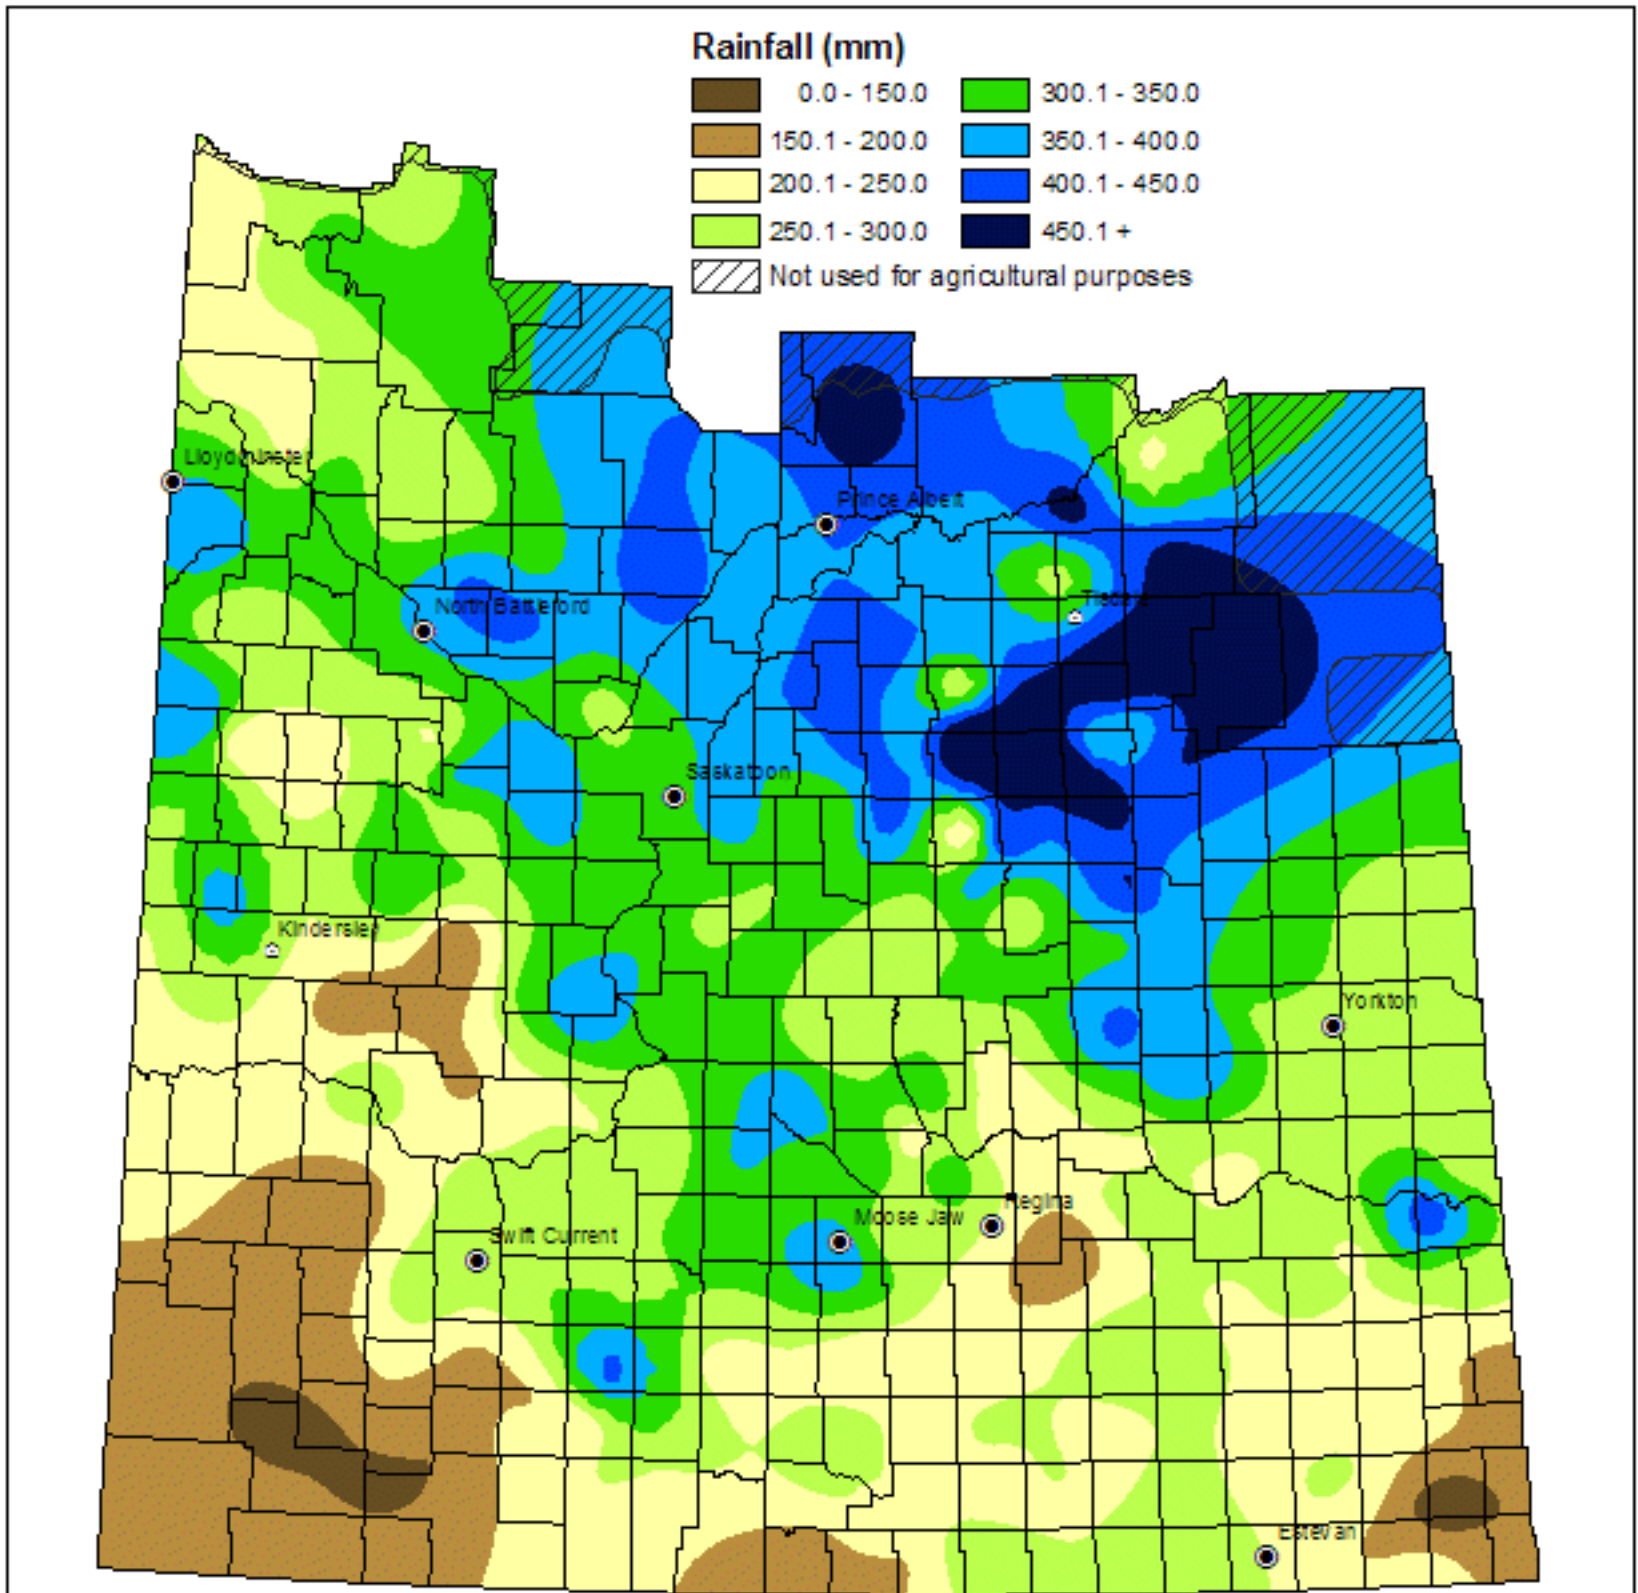 Rainfall (mm)
0.0 - 150.0
300.1 - 350.0
150.1 - 200.0
350.1 - 400.0
200.1 - 250.0
400.1 - 450.0
250.1 - 300.0
450.1 +
Not used for agricultural purposes
Lloydminster
Prince Albert
North Battleford
Tisdale
Saskatoon
Kindersley
Yorkton
Regina
Moose Jaw
Swift Current
Estevan